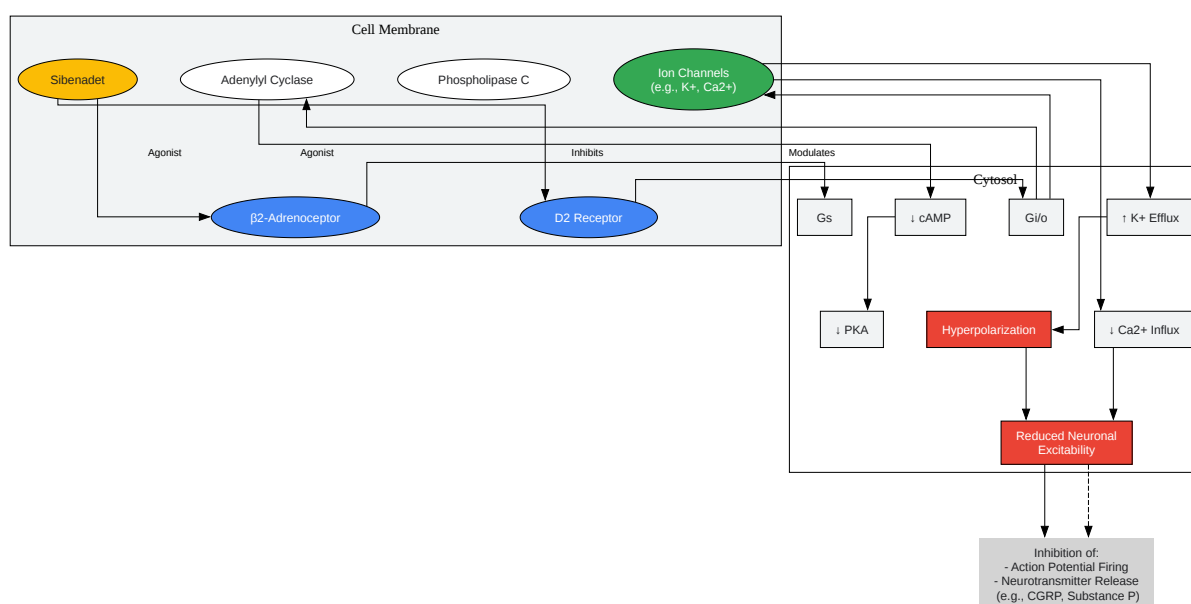 Cell Membrane
Sibenadet
Adenylyl Cyclase
Phospholipase C
Ion Channels
(e.g., K+, Ca2+)
Agonist
Agonist
Inhibits
Modulates
Cytosol
β2-Adrenoceptor
D2 Receptor
Gs
↓ cAMP
Gi/o
↑ K+ Efflux
↓ PKA
Hyperpolarization
↓ Ca2+ Influx
Reduced Neuronal
Excitability
Inhibition of:
- Action Potential Firing
- Neurotransmitter Release
(e.g., CGRP, Substance P)